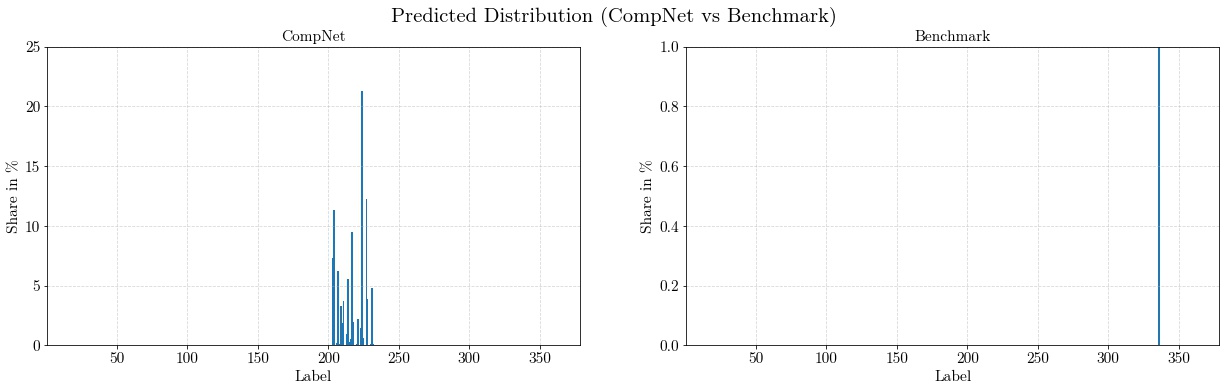 Predicted Distribution (CompNet vs Benchmark)
CompNet
25
20
15
10
5
0
Share in %
50 100 150 200 250 300 350
Label
Benchmark
1.0
0.8
0.6
0.4
0.2
0.0
Share in %
50 100 150 200 250 300 350
Label